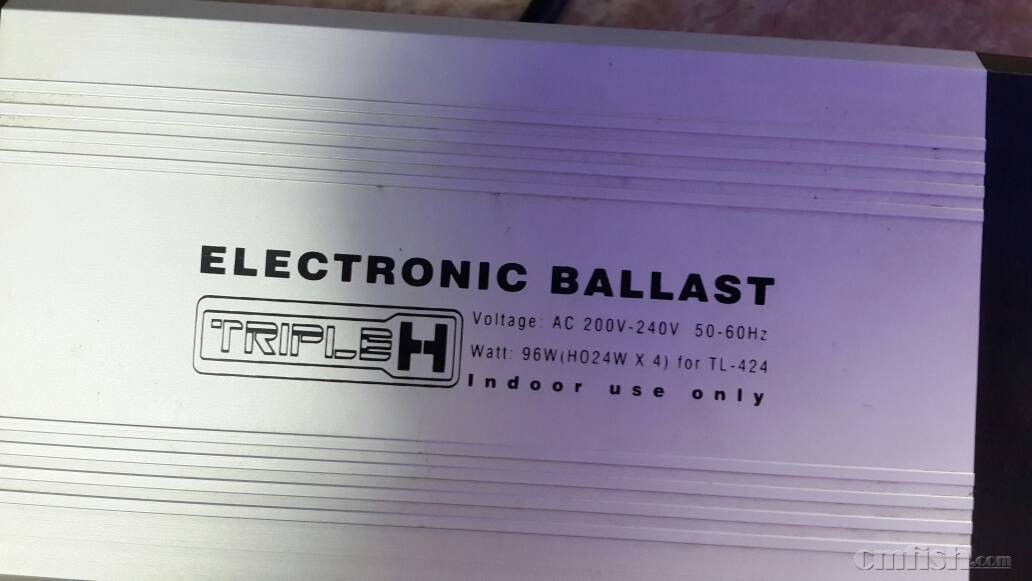 ELECTRONIC BALLAST
TRIPLE H
Voltage: AC 200V-240V 50-60Hz
Watt: 96W(HO24W X 4) for TL-424
Indoor use only
cmfish.com